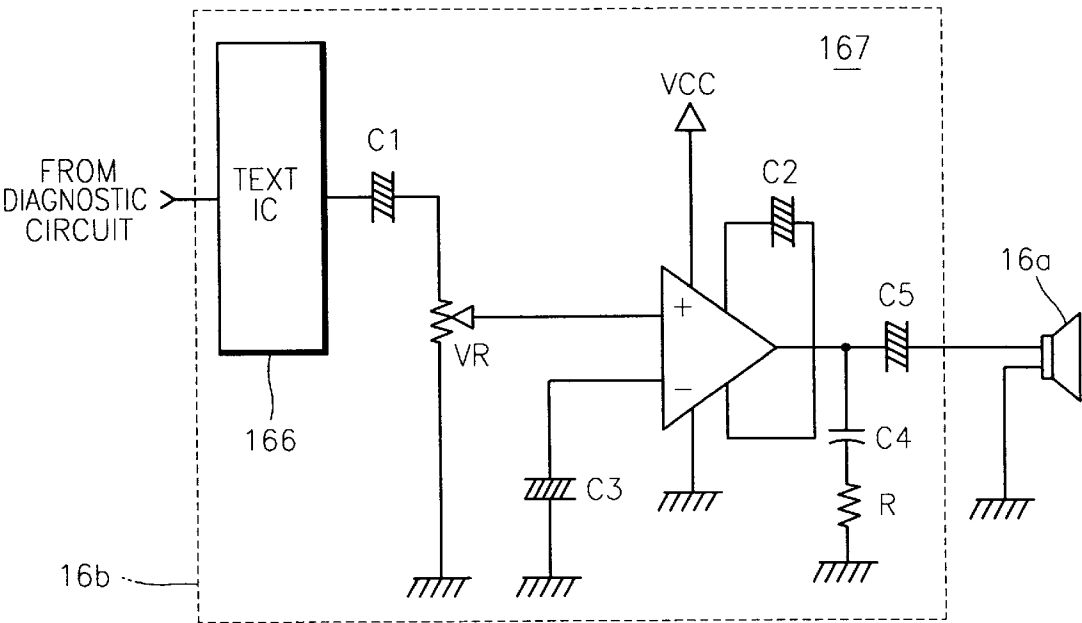 167
VCC
C1
C2
FROM
DIAGNOSTIC
CIRCUIT
TEXT
IC
16a
C5
+
VR
−
166
C4
C3
R
16b